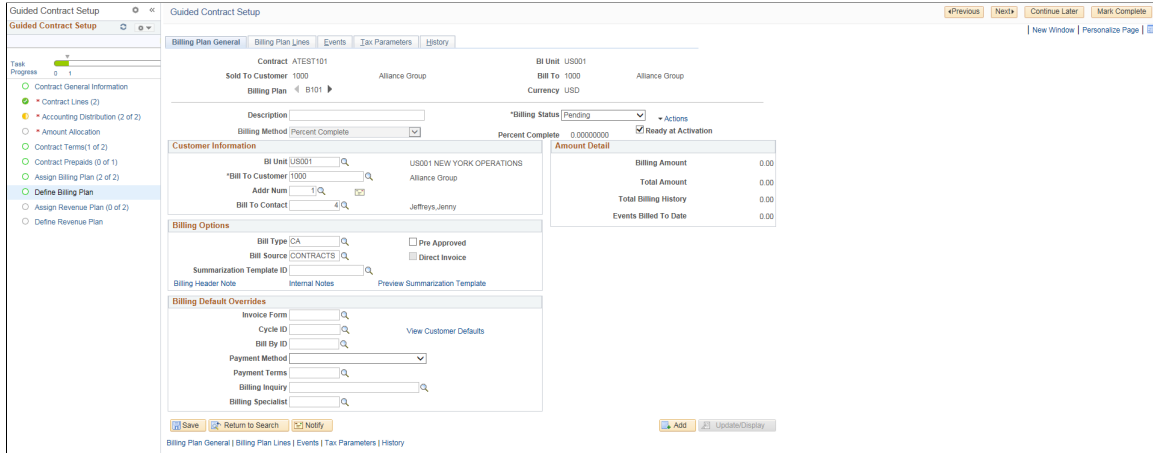 Guided Contract Setup
Guided Contract Setup
Previous Next Continue Later Mark Complete
Guided Contract Setup
New Window | Personalize Page |
Task
Progress 0 1
Contract General Information
* Contract Lines (2)
* Accounting Distribution (2 of 2)
* Amount Allocation
Contract Terms(1 of 2)
Contract Prepaids (0 of 1)
Assign Billing Plan (2 of 2)
Define Billing Plan
Assign Revenue Plan (0 of 2)
Define Revenue Plan
Billing Plan General Billing Plan Lines Events Tax Parameters History
Contract ATEST101 BI Unit US001
Sold To Customer 1000 Alliance Group Bill To 1000 Alliance Group
Billing Plan B101 Currency USD
Description *Billing Status Pending Actions
Billing Method Percent Complete Percent Complete 0.00000000 Ready at Activation
Customer Information
BI Unit US001 US001 NEW YORK OPERATIONS
*Bill To Customer 1000 Alliance Group
Addr Num 1
Bill To Contact 4 Jeffreys,Jenny
Amount Detail
Billing Amount 0.00
Total Amount 0.00
Total Billing History 0.00
Events Billed To Date 0.00
Billing Options
Bill Type CA Pre Approved
Bill Source CONTRACTS Direct Invoice
Summarization Template ID
Billing Header Note Internal Notes Preview Summarization Template
Billing Default Overrides
Invoice Form
Cycle ID View Customer Defaults
Bill By ID
Payment Method
Payment Terms
Billing Inquiry
Billing Specialist
Save Return to Search Notify Add Update/Display
Billing Plan General | Billing Plan Lines | Events | Tax Parameters | History